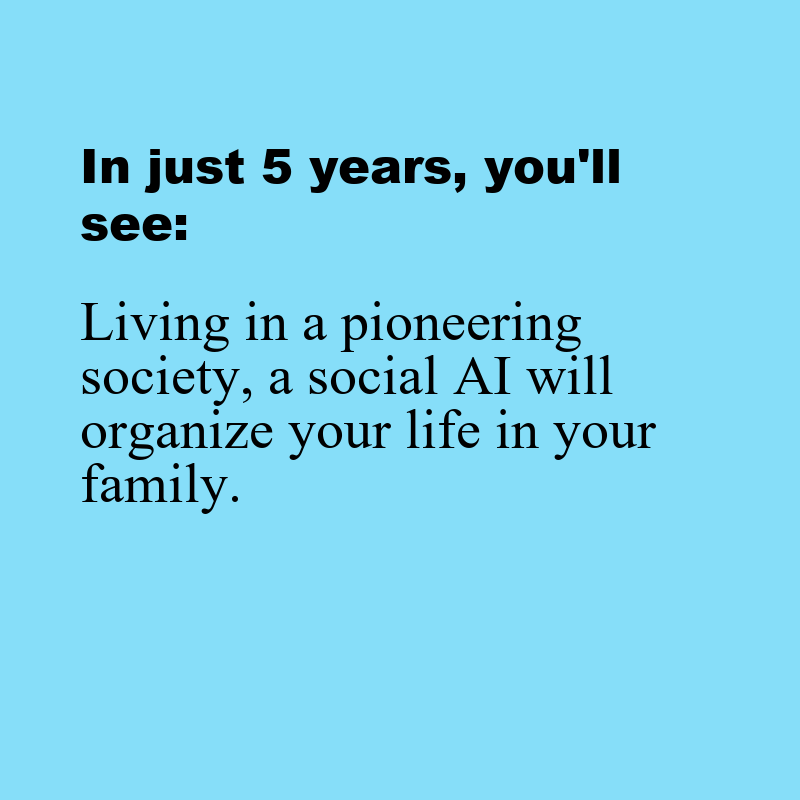 In just 5 years, you'll
see:
Living in a pioneering
society, a social AI will
organize your life in your
family.